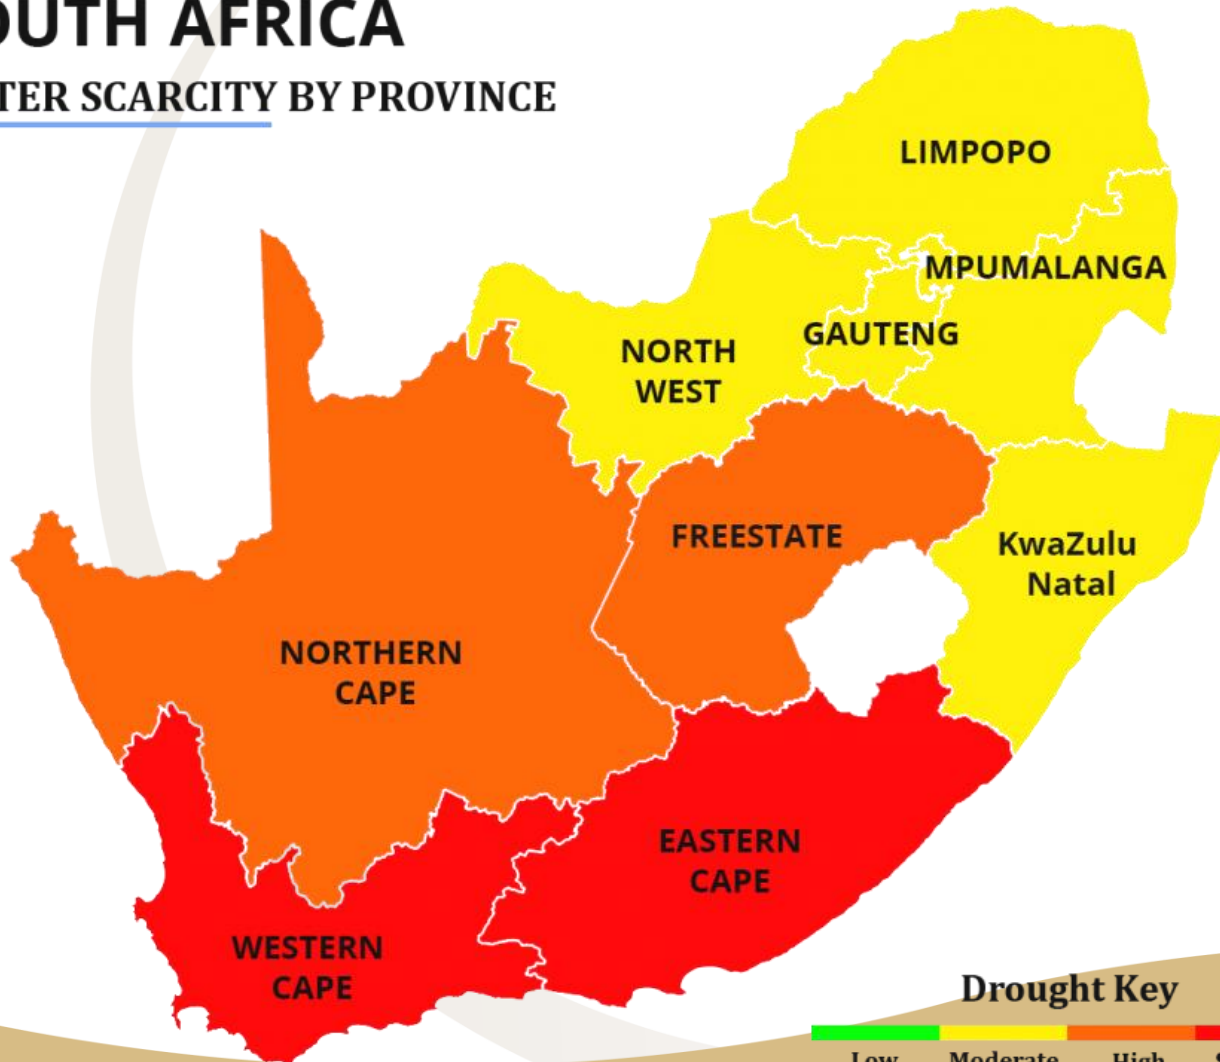 OUTH AFRICA
TER SCARCITY BY PROVINCE
LIMPOPO
MPUMALANGA
GAUTENG
NORTH
WEST
FREESTATE
KwaZulu
Natal
NORTHERN
CAPE
EASTERN
CAPE
WESTERN
CAPE
Drought Key
Low Moderate High